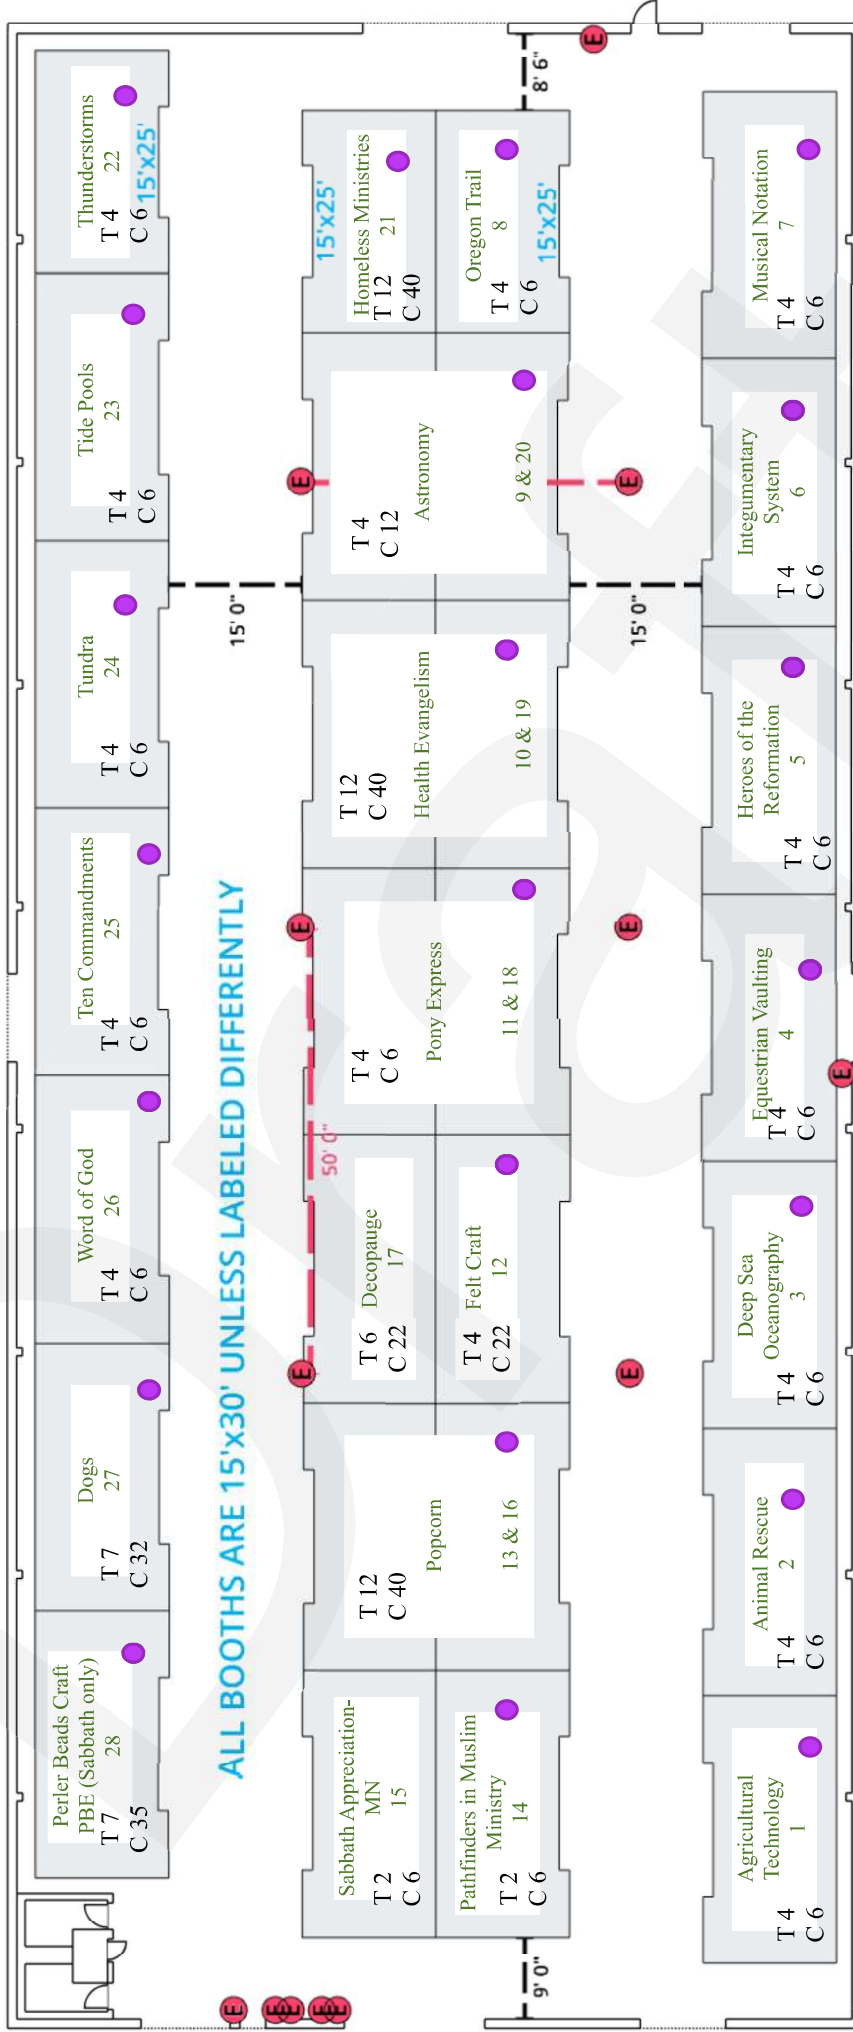 Thunderstorms
22
T 4
C 6
15'x25'
Tide Pools
23
T 4
C 6
Tundra
24
T 4
C 6
Ten Commandments
25
T 4
C 6
Word of God
26
T 4
C 6
Dogs
27
T 7
C 32
Perler Beads Craft
PBE (Sabbath only)
28
T 7
C 35
ALL BOOTHS ARE 15'x30' UNLESS LABELED DIFFERENTLY
15' 0"
8' 6"
E
15'x25'
Homeless Ministries
21
T 12
C 40
Oregon Trail
8
T 4
C 6
15'x25'
E
T 4
C 12
Astronomy
9 & 20
E
T 12
C 40
Health Evangelism
10 & 19
E
T 4
C 6
Pony Express
11 & 18
E
50' 0"
Decopauge
17
T 6
C 22
Felt Craft
12
T 4
C 22
E
E
T 12
C 40
Popcorn
13 & 16
Sabbath Appreciation-
MN
15
T 2
C 6
Pathfinders in Muslim
Ministry
14
T 2
C 6
9' 0"
E
E
E
E
E
15' 0"
Musical Notation
7
T 4
C 6
Integumentary
System
6
T 4
C 6
Heroes of the
Reformation
5
T 4
C 6
Equestrian Vaulting
4
T 4
C 6
E
Deep Sea
Oceanography
3
T 4
C 6
Animal Rescue
2
T 4
C 6
Agricultural
Technology
1
T 4
C 6
Draft